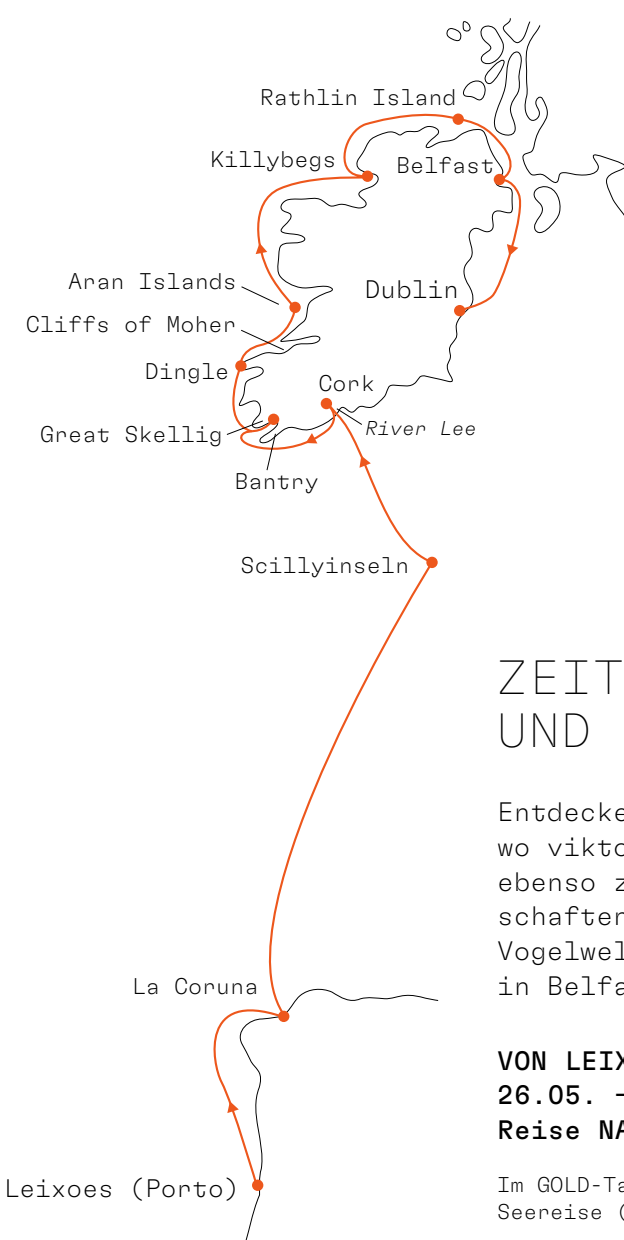 Rathlin Island
Killybegs
Belfast
Aran Islands
Dublin
Cliffs of Moher
Dingle
Cork
River Lee
Great Skellig
Bantry
Scillyinseln
ZEIT
UND
Entdecke
wo vikto
ebenso z
schaften
Vogelwel
in Belfa
La Coruna
VON LEIX
26.05. –
Reise NA
Leixoes (Porto)
Im GOLD-Ta
Seereise (